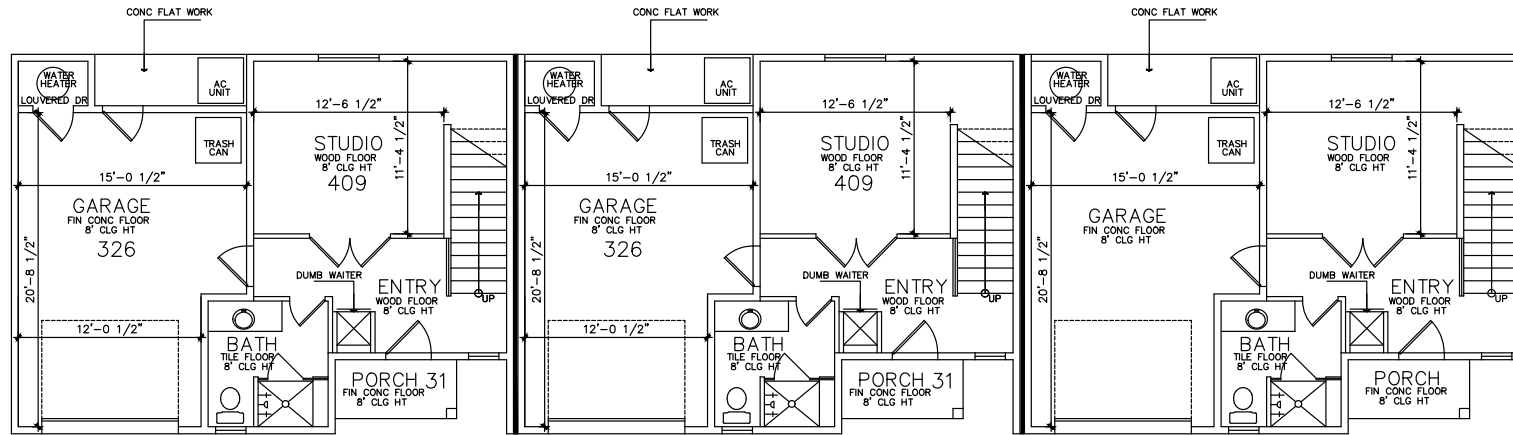 CONC FLAT WORK
WATER
HEATER
LOUVERED DR
AC
UNIT
12'-6 1/2"
11'-4 1/2"
TRASH
CAN
STUDIO
WOOD FLOOR
8' CLG HT
409
15'-0 1/2"
GARAGE
FIN CONC FLOOR
8' CLG HT
326
20'-8 1/2"
DUMB WAITER
ENTRY
WOOD FLOOR
8' CLG HT
UP
12'-0 1/2"
BATH
TILE FLOOR
8' CLG HT
PORCH 31
FIN CONC FLOOR
8' CLG HT
CONC FLAT WORK
WATER
HEATER
LOUVERED DR
AC
UNIT
12'-6 1/2"
11'-4 1/2"
TRASH
CAN
STUDIO
WOOD FLOOR
8' CLG HT
409
15'-0 1/2"
GARAGE
FIN CONC FLOOR
8' CLG HT
326
20'-8 1/2"
DUMB WAITER
ENTRY
WOOD FLOOR
8' CLG HT
UP
12'-0 1/2"
BATH
TILE FLOOR
8' CLG HT
PORCH 31
FIN CONC FLOOR
8' CLG HT
CONC FLAT WORK
WATER
HEATER
LOUVERED DR
AC
UNIT
12'-6 1/2"
11'-4 1/2"
TRASH
CAN
STUDIO
WOOD FLOOR
8' CLG HT
15'-0 1/2"
GARAGE
FIN CONC FLOOR
8' CLG HT
20'-8 1/2"
DUMB WAITER
ENTRY
WOOD FLOOR
8' CLG HT
UP
BATH
TILE FLOOR
8' CLG HT
PORCH
FIN CONC FLOOR
8' CLG HT